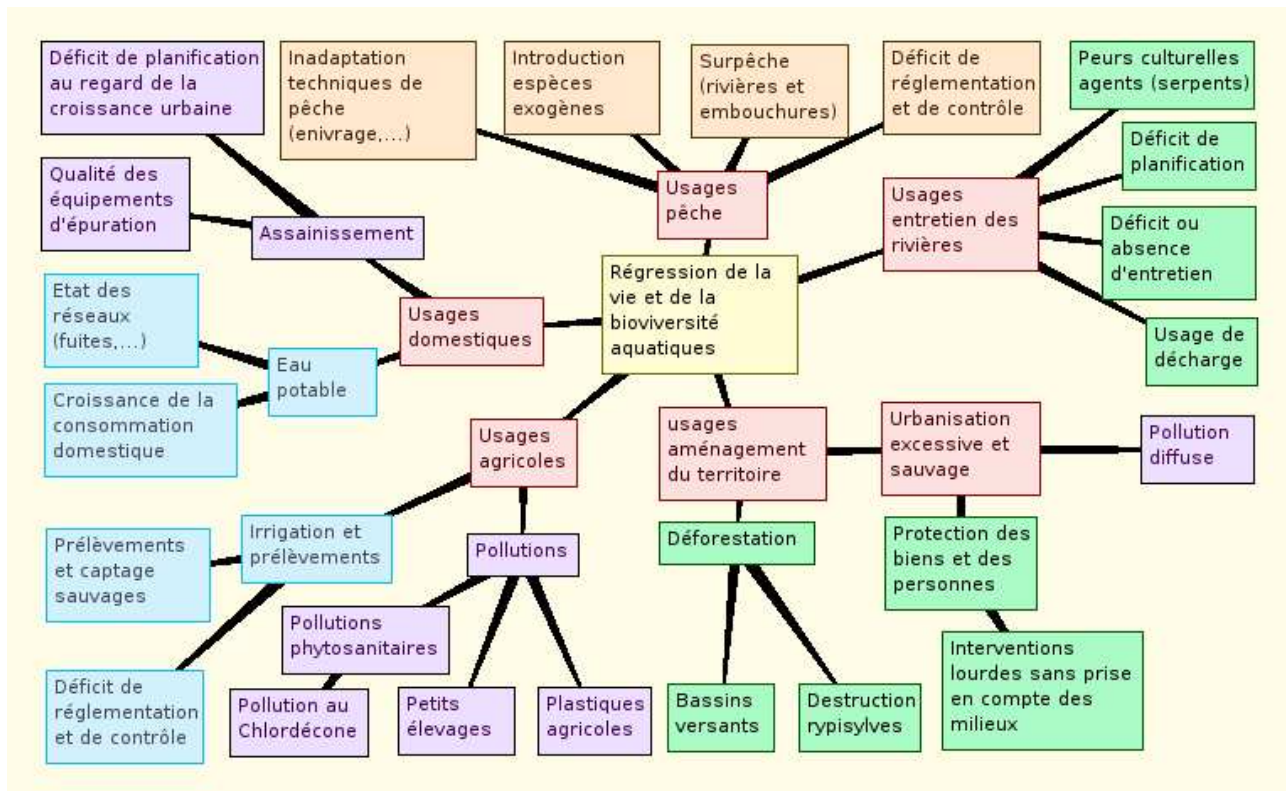 Déficit de planification
au regard de la
croissance urbaine
Inadaptation
techniques de
pêche
(enivrage,...)
Introduction
espèces
exogènes
Surpêche
(rivières et
embouchures)
Déficit de
réglementation
et de contrôle
Peurs culturelles
agents (serpents)
Déficit de
planification
Qualité des
équipements
d'épuration
Assainissement
Usages
pêche
Usages
entretien des
rivières
Déficit ou
absence
d'entretien
Etat des
réseaux
(fuites,...)
Usages
domestiques
Régression de la
vie et de la
bioviversité
aquatiques
Usage de
décharge
Eau
potable
Croissance de la
consommation
domestique
Usages
agricoles
usages
aménagement
du territoire
Urbanisation
excessive et
sauvage
Pollution
diffuse
Prélèvements
et captage
sauvages
Irrigation et
prélèvements
Pollutions
Déforestation
Protection des
biens et des
personnes
Pollutions
phytosanitaires
Interventions
lourdes sans prise
en compte des
milieux
Déficit de
réglementation
et de contrôle
Pollution au
Chlordécone
Petits
élevages
Plastiques
agricoles
Bassins
versants
Destruction
rypisylves